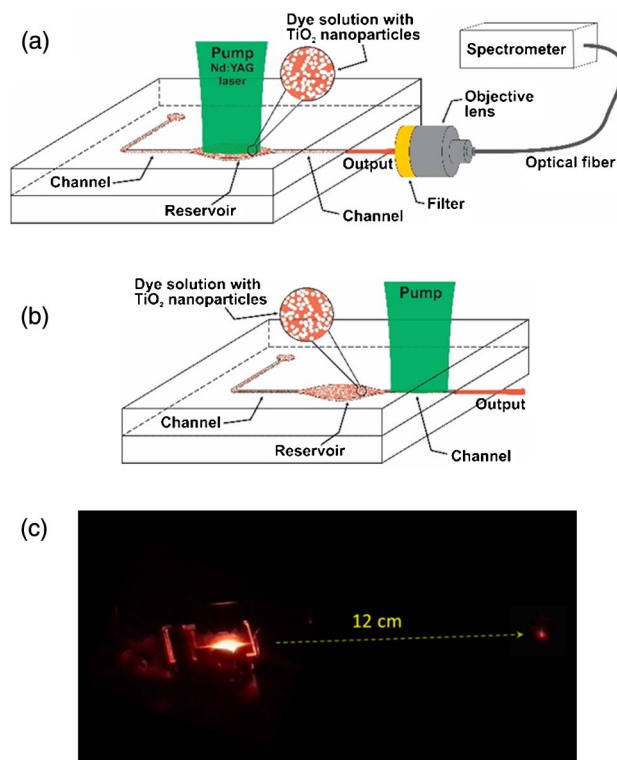 (a)
Dye solution with
TiO₂ nanoparticles
Pump
Nd:YAG
laser
Spectrometer
Objective
lens
Output
Optical fiber
Channel
Reservoir
Channel
Filter
(b)
Dye solution with
TiO₂ nanoparticles
Pump
Channel
Reservoir
Output
Channel
(c)
12 cm